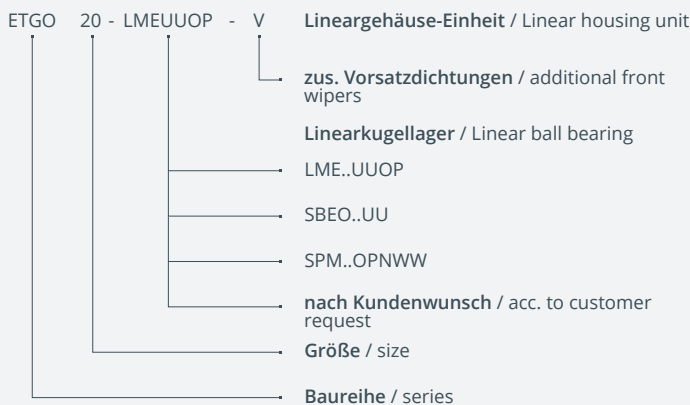 ETGO 20 - LMEUUOP - V Lineargehäuse-Einheit / Linear housing unit
zus. Vorsatzdichtungen / additional front
wipers
Linearkugellager / Linear ball bearing
LME..UUOP
SBEO..UU
SPM..OPNWW
nach Kundenwunsch / acc. to customer
request
Größe / size
Baureihe / series